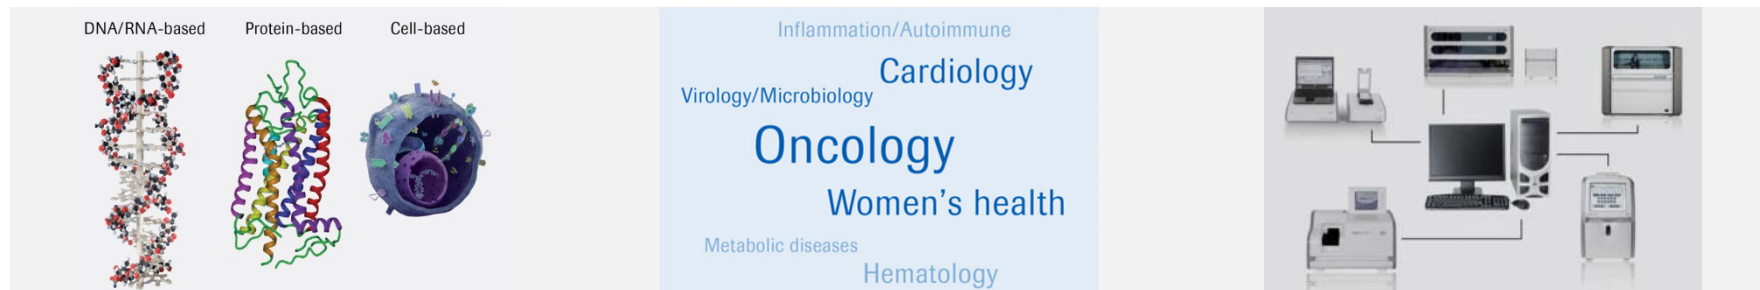 DNA/RNA-based
Protein-based
Cell-based
Inflammation/Autoimmune
Cardiology
Virology/Microbiology
Oncology
Women's health
Metabolic diseases
Hematology